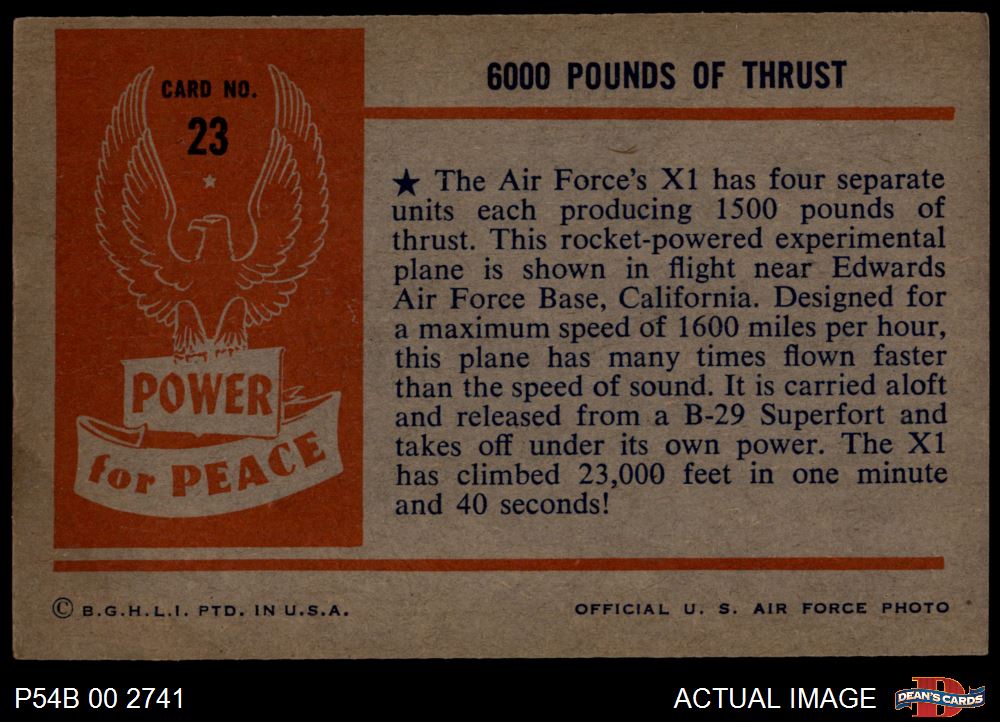 CARD NO.
23
POWER
for PEACE
6000 POUNDS OF THRUST
★ The Air Force's X1 has four separate
units each producing 1500 pounds of
thrust. This rocket-powered experimental
plane is shown in flight near Edwards
Air Force Base, California. Designed for
a maximum speed of 1600 miles per hour,
this plane has many times flown faster
than the speed of sound. It is carried aloft
and released from a B-29 Superfort and
takes off under its own power. The X1
has climbed 23,000 feet in one minute
and 40 seconds!
© B.G.H.L.I. PTD. IN U.S.A.
OFFICIAL U. S. AIR FORCE PHOTO
P54B 00 2741
ACTUAL IMAGE
D
DEAN'S CARDS